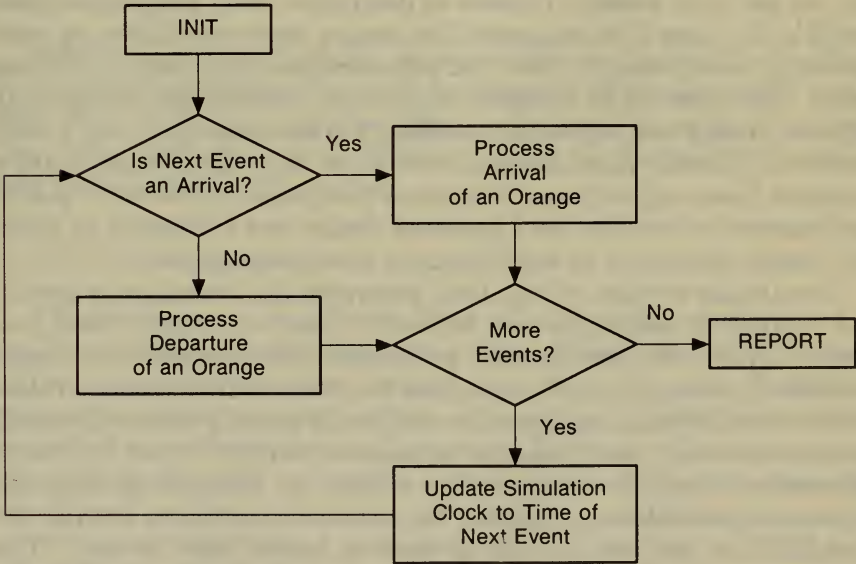 INIT
Is Next Event
an Arrival?
Yes
Process
Arrival
of an Orange
No
Process
Departure
of an Orange
More
Events?
No
REPORT
Yes
Update Simulation
Clock to Time of
Next Event